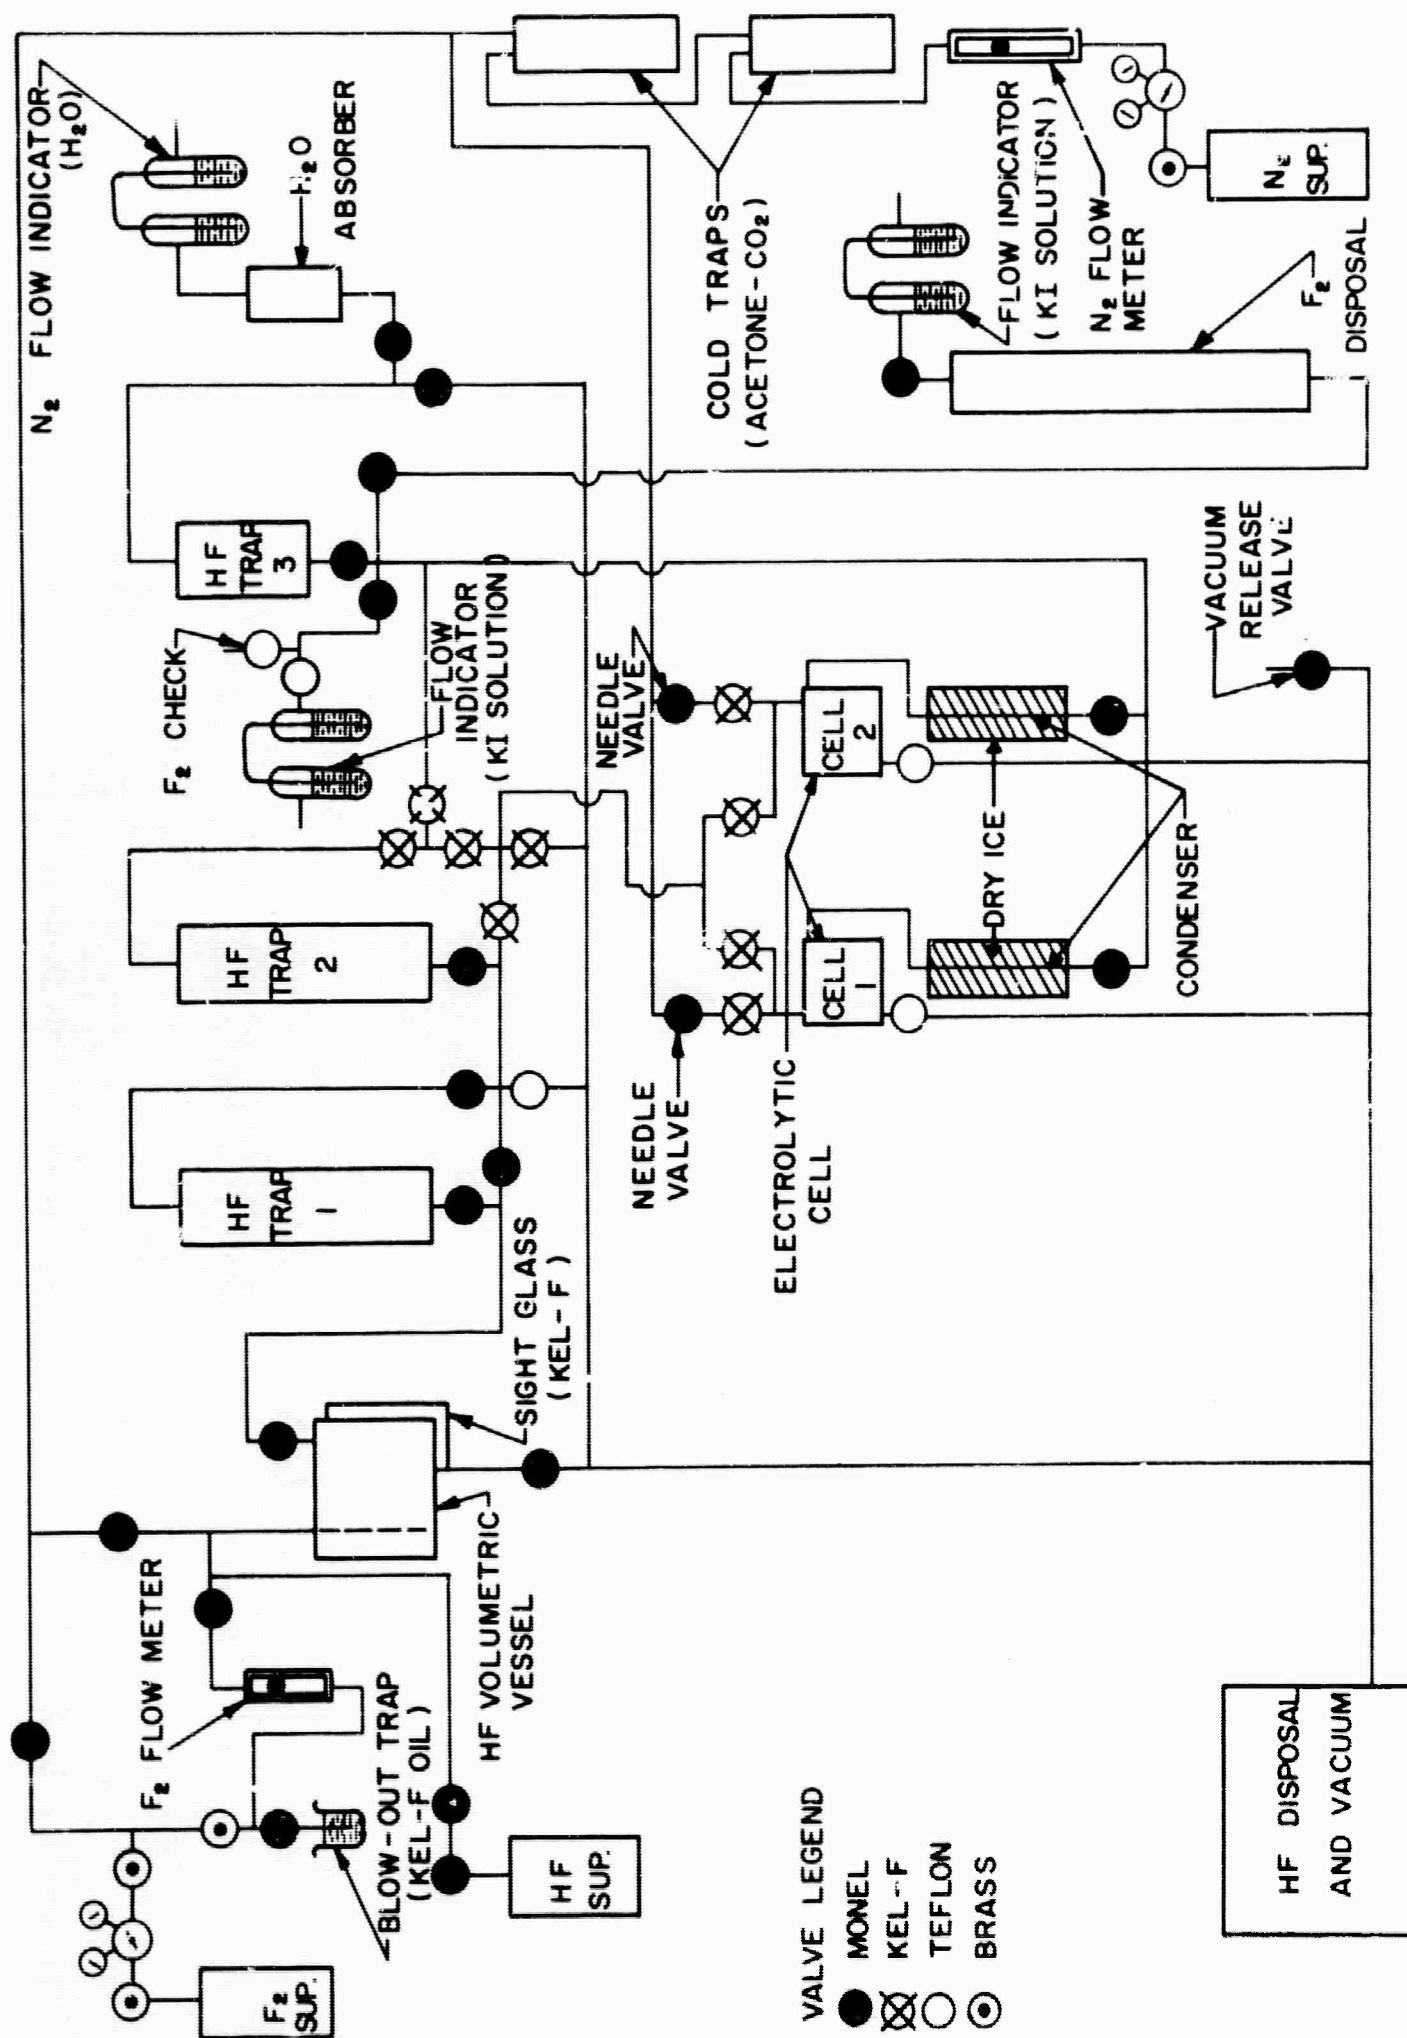 N₂ FLOW INDICATOR
(H₂O)
H₂O
ABSORBER
F₂ CHECK
HF
TRAP
3
FLOW
INDICATOR
(KI SOLUTION)
HF
TRAP
2
HF
TRAP
1
SIGHT GLASS
(KEL-F)
F₂ FLOW METER
HF VOLUMETRIC
VESSEL
BLOW-OUT TRAP
(KEL-F OIL)
F₂
SUP.
HF
SUP.
COLD TRAPS
(ACETONE-CO₂)
FLOW INDICATOR
(KI SOLUTION)
N₂ FLOW
METER
N₂
SUP.
F₂
DISPOSAL
NEEDLE
VALVE
NEEDLE
VALVE
CELL
2
CELL
1
ELECTROLYTIC
CELL
DRY ICE
CONDENSER
VACUUM
RELEASE
VALVE
VALVE LEGEND
MONEL
KEL-F
TEFLON
BRASS
HF DISPOSAL
AND VACUUM